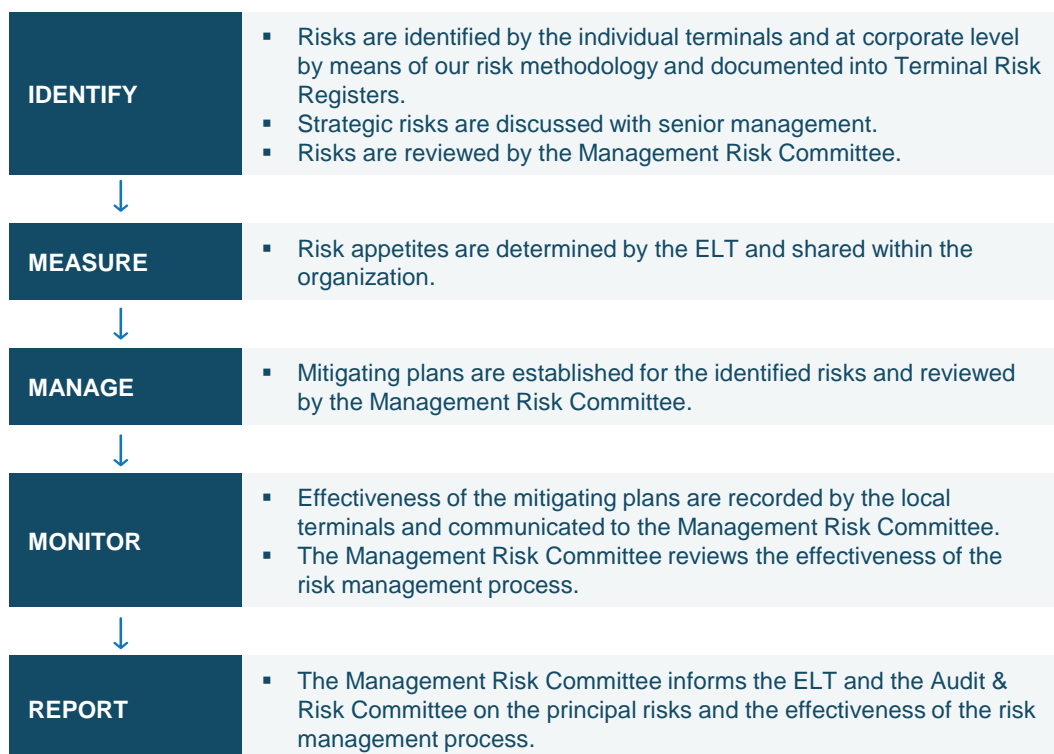 IDENTIFY
▪ Risks are identified by the individual terminals and at corporate level
by means of our risk methodology and documented into Terminal Risk
Registers.
▪ Strategic risks are discussed with senior management.
▪ Risks are reviewed by the Management Risk Committee.
↓
MEASURE
▪ Risk appetites are determined by the ELT and shared within the
organization.
↓
MANAGE
▪ Mitigating plans are established for the identified risks and reviewed
by the Management Risk Committee.
↓
MONITOR
▪ Effectiveness of the mitigating plans are recorded by the local
terminals and communicated to the Management Risk Committee.
▪ The Management Risk Committee reviews the effectiveness of the
risk management process.
↓
REPORT
▪ The Management Risk Committee informs the ELT and the Audit &
Risk Committee on the principal risks and the effectiveness of the risk
management process.